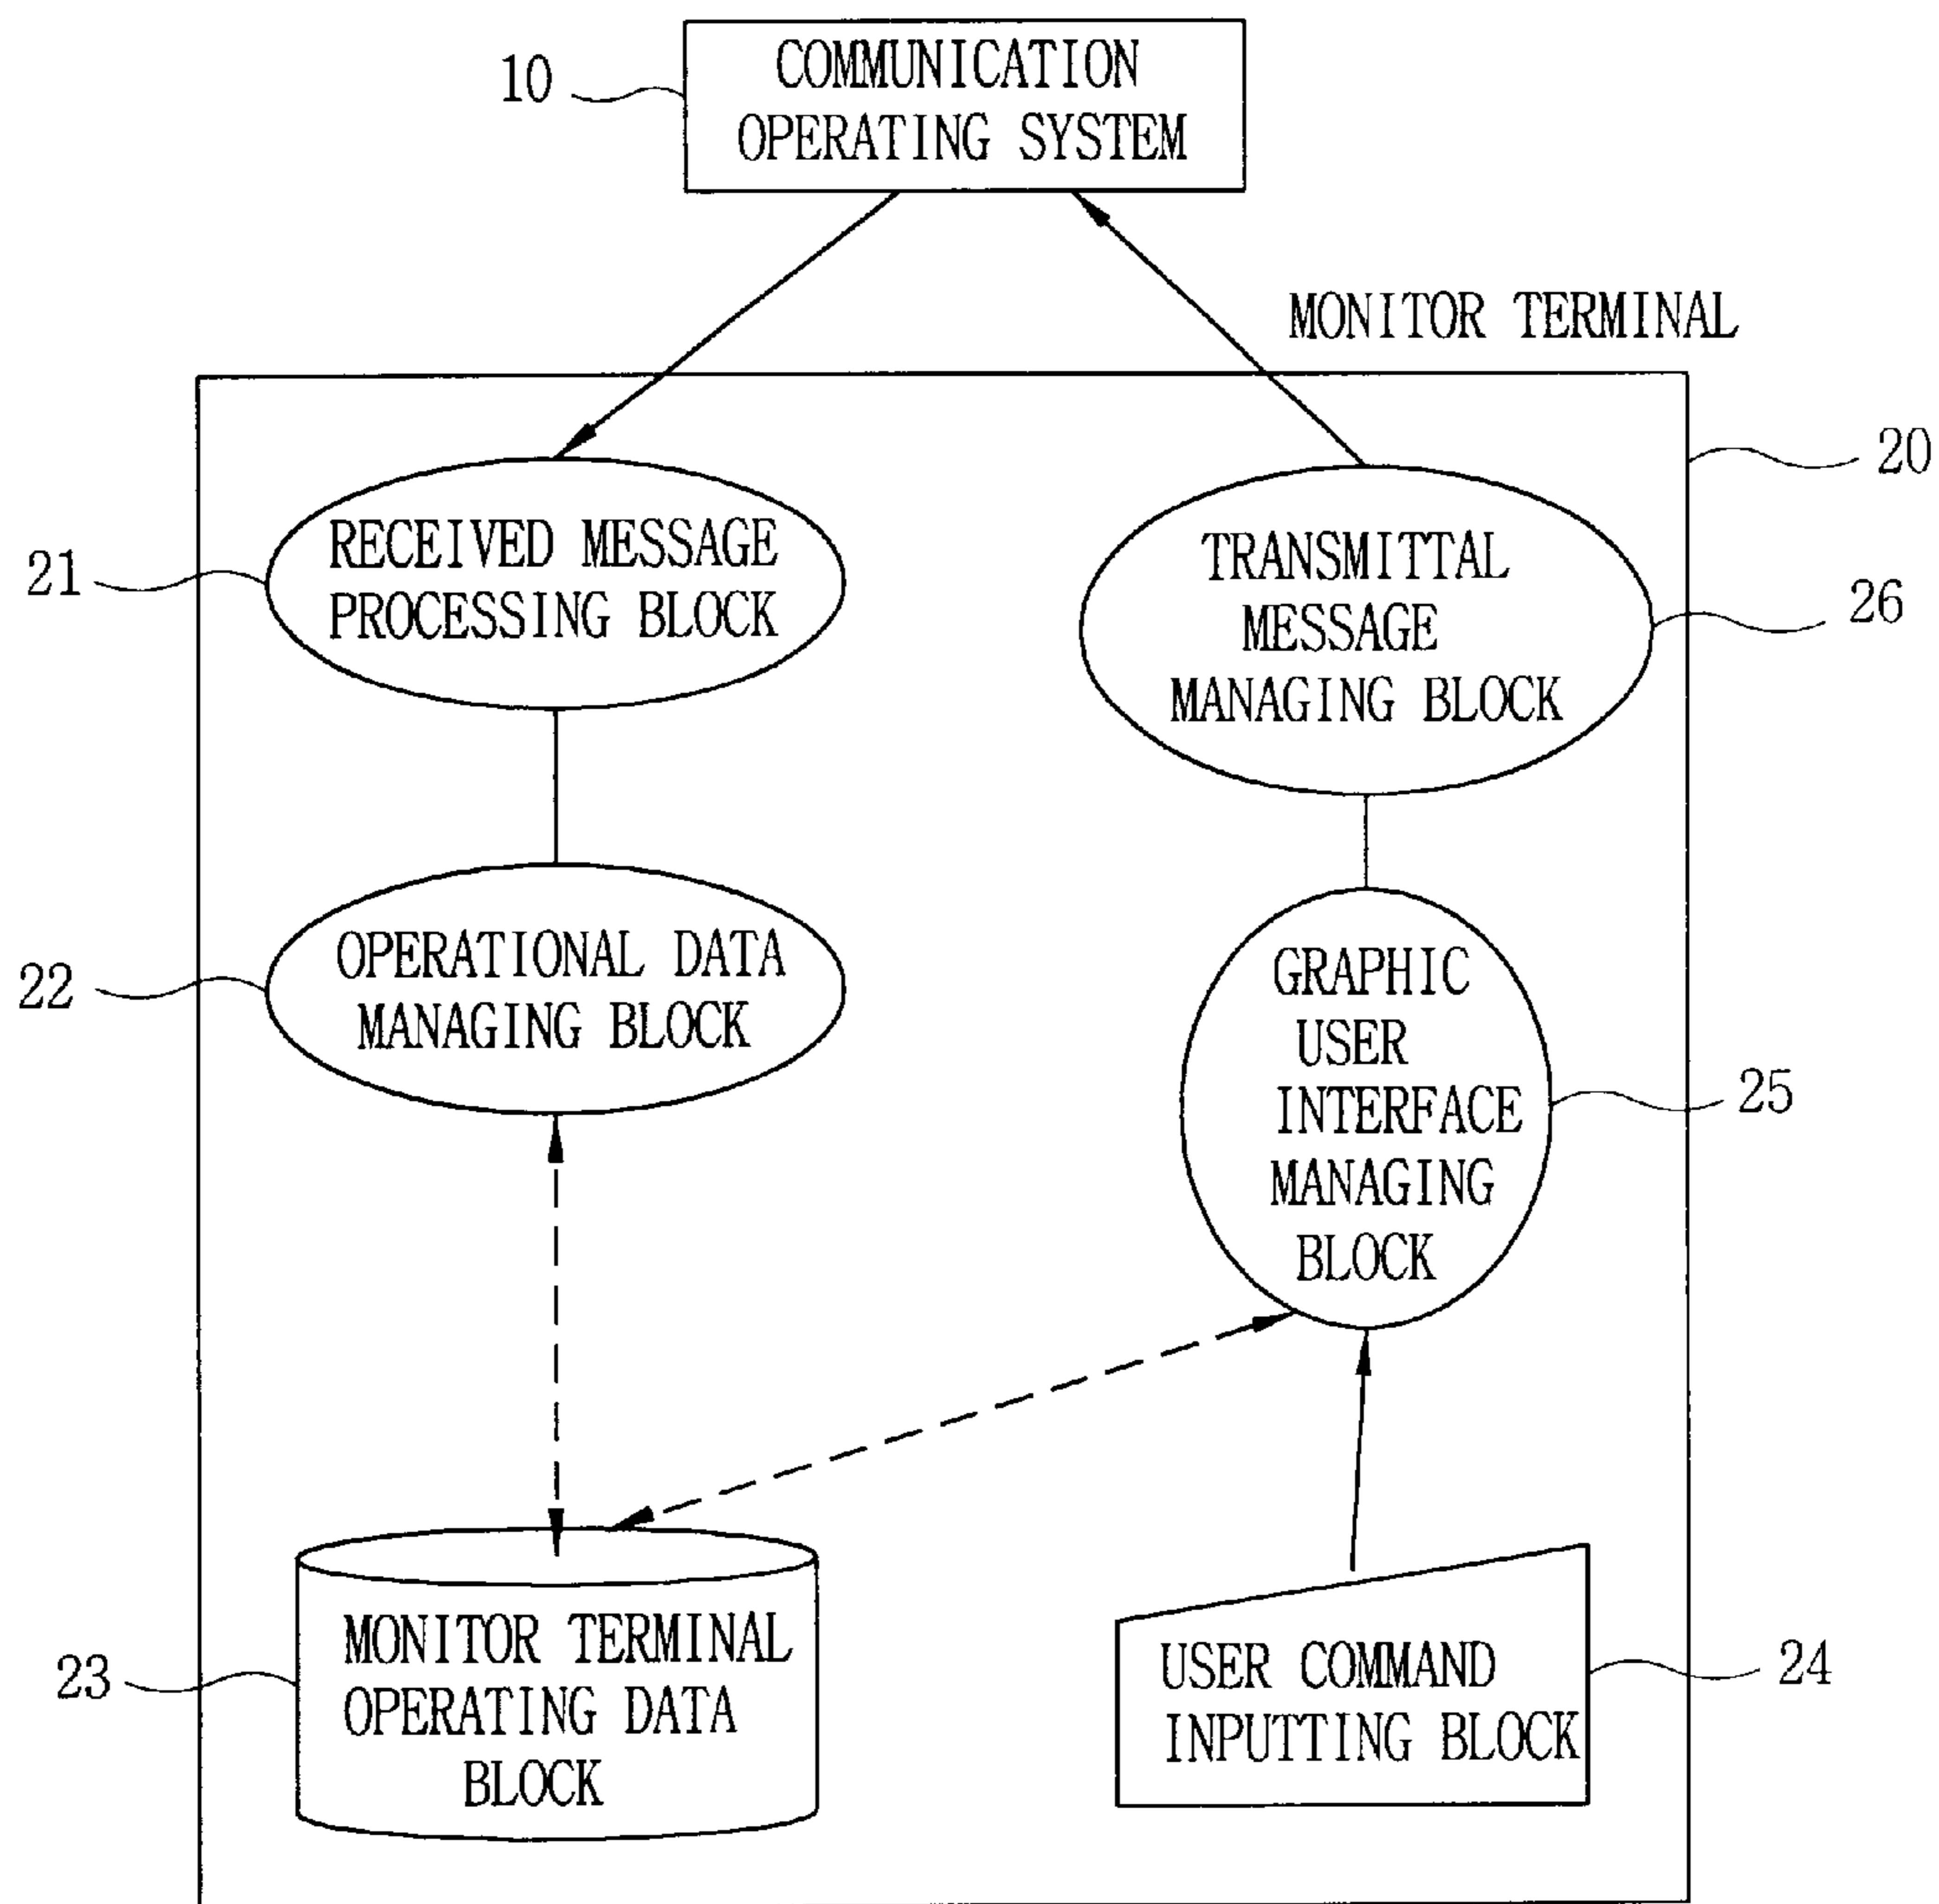 10
COMMUNICATION
OPERATING SYSTEM
MONITOR TERMINAL
20
21
RECEIVED MESSAGE
PROCESSING BLOCK
TRANSMITTAL
MESSAGE
MANAGING BLOCK
26
22
OPERATIONAL DATA
MANAGING BLOCK
GRAPHIC
USER
INTERFACE
MANAGING
BLOCK
25
23
MONITOR TERMINAL
OPERATING DATA
BLOCK
USER COMMAND
INPUTTING BLOCK
24